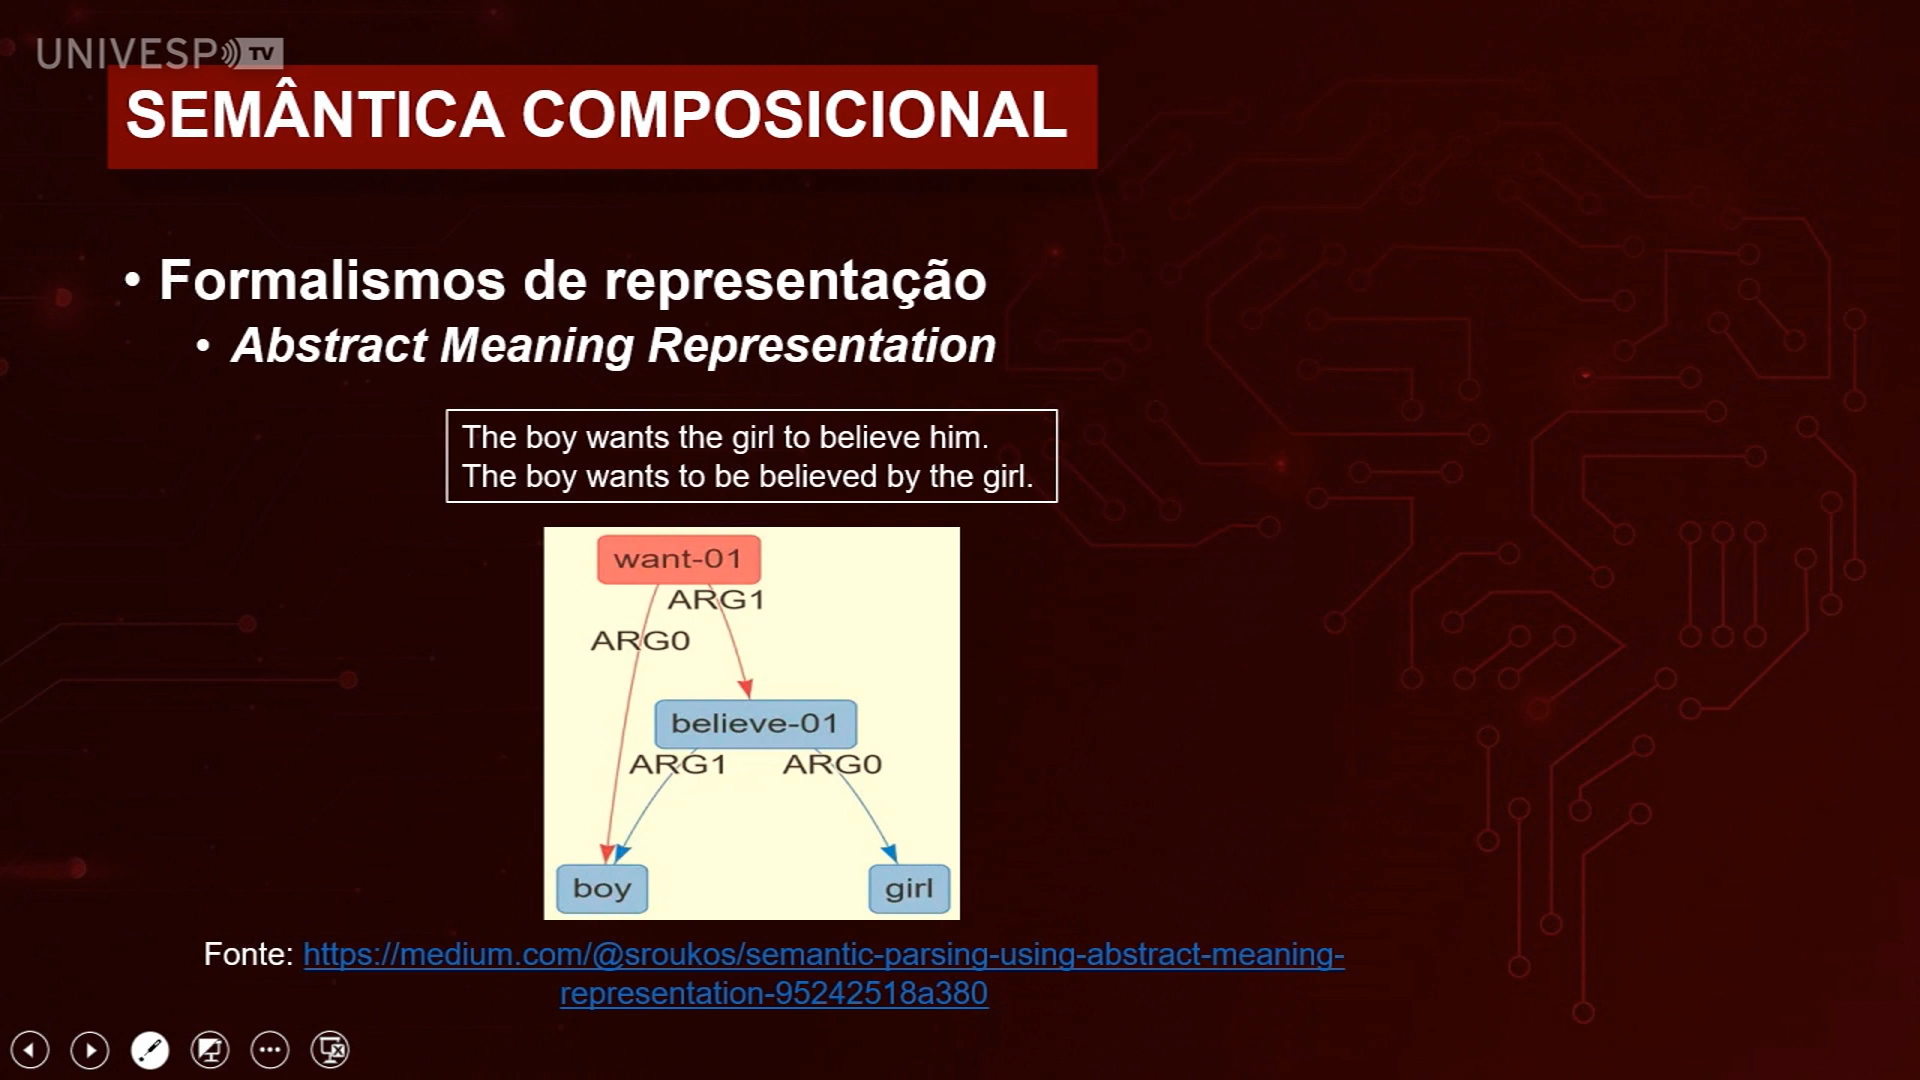 UNIVESP TV
SEMÂNTICA COMPOSICIONAL
• Formalismos de representação
• Abstract Meaning Representation
The boy wants the girl to believe him.
The boy wants to be believed by the girl.
want-01
ARG1
ARG0
believe-01
ARG1 ARG0
boy girl
Fonte: https://medium.com/@sroukos/semantic-parsing-using-abstract-meaning-
representation-95242518a380